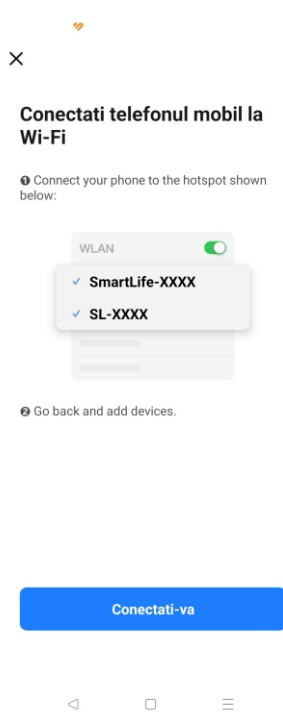 Conectati telefonul mobil la
Wi-Fi
❶ Connect your phone to the hotspot shown
below:
WLAN
SmartLife-XXXX
SL-XXXX
❷ Go back and add devices.
Conectati-va